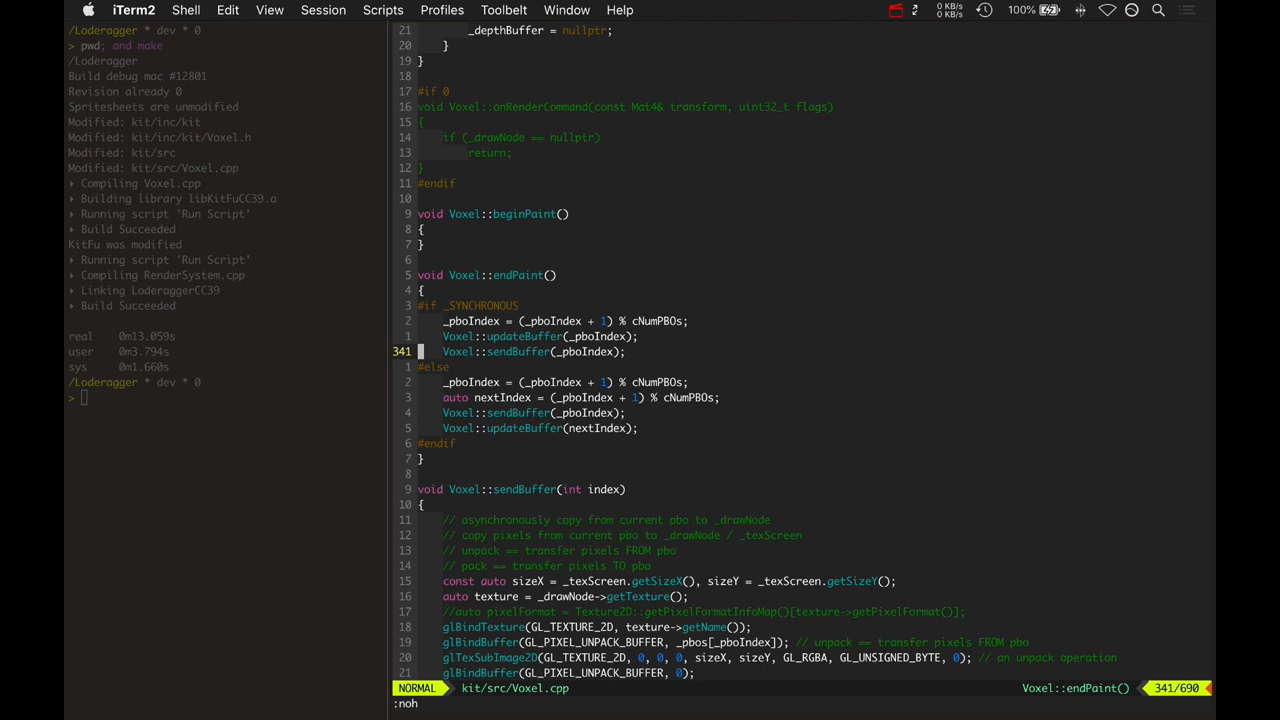 iTerm2 Shell Edit View Session Scripts Profiles Toolbelt Window Help 0 KB/s 0 KB/s 100%
/Loderagger * dev * 0
> pwd; and make
/Loderagger
Build debug mac #12801
Revision already 0
Spritesheets are unmodified
Modified: kit/inc/kit
Modified: kit/inc/kit/Voxel.h
Modified: kit/src
Modified: kit/src/Voxel.cpp
▸ Compiling Voxel.cpp
▸ Building library libKitFuCC39.a
▸ Running script 'Run Script'
▸ Build Succeeded
KitFu was modified
▸ Running script 'Run Script'
▸ Compiling RenderSystem.cpp
▸ Linking LoderaggerCC39
▸ Build Succeeded
real 0m13.059s
user 0m3.794s
sys 0m1.660s
/Loderagger * dev * 0
>
21 _depthBuffer = nullptr;
20 }
19 }
18
17 #if 0
16 void Voxel::onRenderCommand(const Mat4& transform, uint32_t flags)
15 {
14 if (_drawNode == nullptr)
13 return;
12 }
11 #endif
10
9 void Voxel::beginPaint()
8 {
7 }
6
5 void Voxel::endPaint()
4 {
3 #if _SYNCHRONOUS
2 _pboIndex = (_pboIndex + 1) % cNumPBOs;
1 Voxel::updateBuffer(_pboIndex);
341 Voxel::sendBuffer(_pboIndex);
1 #else
2 _pboIndex = (_pboIndex + 1) % cNumPBOs;
3 auto nextIndex = (_pboIndex + 1) % cNumPBOs;
4 Voxel::sendBuffer(_pboIndex);
5 Voxel::updateBuffer(nextIndex);
6 #endif
7 }
8
9 void Voxel::sendBuffer(int index)
10 {
11 // asynchronously copy from current pbo to _drawNode
12 // copy pixels from current pbo to _drawNode / _texScreen
13 // unpack == transfer pixels FROM pbo
14 // pack == transfer pixels TO pbo
15 const auto sizeX = _texScreen.getSizeX(), sizeY = _texScreen.getSizeY();
16 auto texture = _drawNode->getTexture();
17 //auto pixelFormat = Texture2D::getPixelFormatInfoMap()[texture->getPixelFormat()];
18 glBindTexture(GL_TEXTURE_2D, texture->getName());
19 glBindBuffer(GL_PIXEL_UNPACK_BUFFER, _pbos[_pboIndex]); // unpack == transfer pixels FROM pbo
20 glTexSubImage2D(GL_TEXTURE_2D, 0, 0, 0, sizeX, sizeY, GL_RGBA, GL_UNSIGNED_BYTE, 0); // an unpack operation
21 glBindBuffer(GL_PIXEL_UNPACK_BUFFER, 0);
NORMAL kit/src/Voxel.cpp Voxel::endPaint() 341/690
:noh